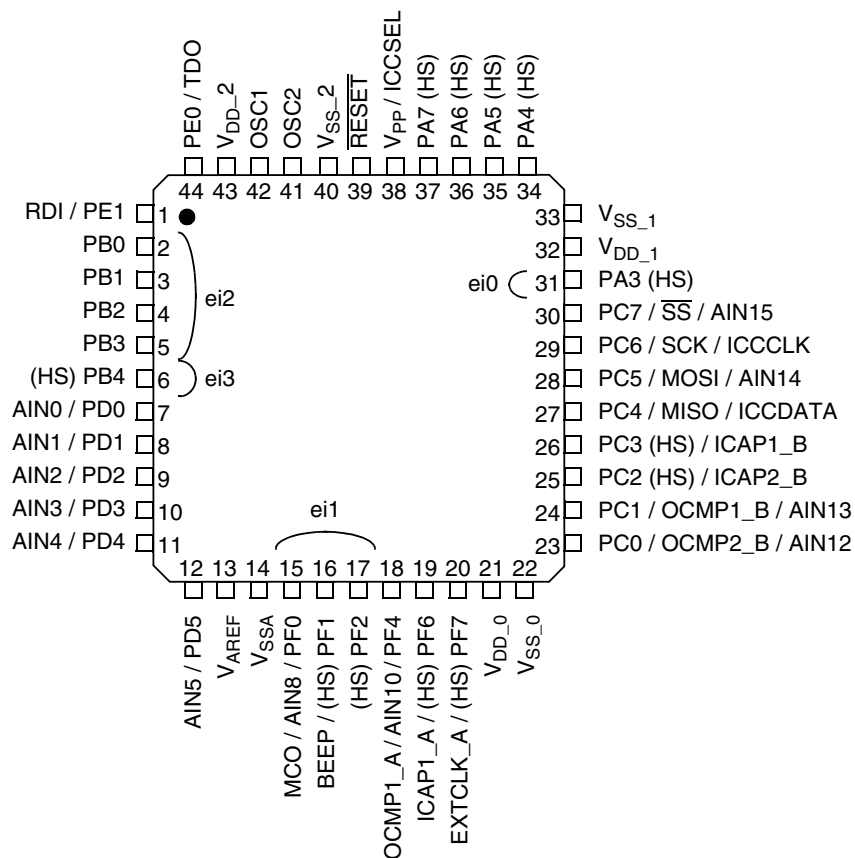 PE0 / TDO
VDD_2
OSC1
OSC2
VSS_2
RESET
VPP / ICCSEL
PA7 (HS)
PA6 (HS)
PA5 (HS)
PA4 (HS)
44 43 42 41 40 39 38 37 36 35 34
RDI / PE1 1
PB0 2
PB1 3
PB2 4
PB3 5
(HS) PB4 6
AIN0 / PD0 7
AIN1 / PD1 8
AIN2 / PD2 9
AIN3 / PD3 10
AIN4 / PD4 11
ei2
ei3
ei0
ei1
33 VSS_1
32 VDD_1
31 PA3 (HS)
30 PC7 / SS / AIN15
29 PC6 / SCK / ICCCLK
28 PC5 / MOSI / AIN14
27 PC4 / MISO / ICCDATA
26 PC3 (HS) / ICAP1_B
25 PC2 (HS) / ICAP2_B
24 PC1 / OCMP1_B / AIN13
23 PC0 / OCMP2_B / AIN12
12 13 14 15 16 17 18 19 20 21 22
AIN5 / PD5
VAREF
VSSA
MCO / AIN8 / PF0
BEEP / (HS) PF1
(HS) PF2
OCMP1_A / AIN10 / PF4
ICAP1_A / (HS) PF6
EXTCLK_A / (HS) PF7
VDD_0
VSS_0